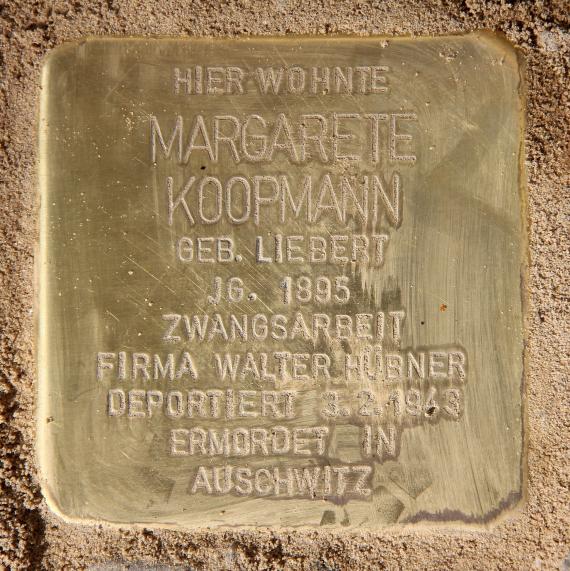 HIER WOHNTE
MARGARETE
KOOPMANN
GEB. LIEBERT
JG. 1895
ZWANGSARBEIT
FIRMA WALTER HÜBNER
DEPORTIERT 3.2.1943
ERMORDET IN
AUSCHWITZ